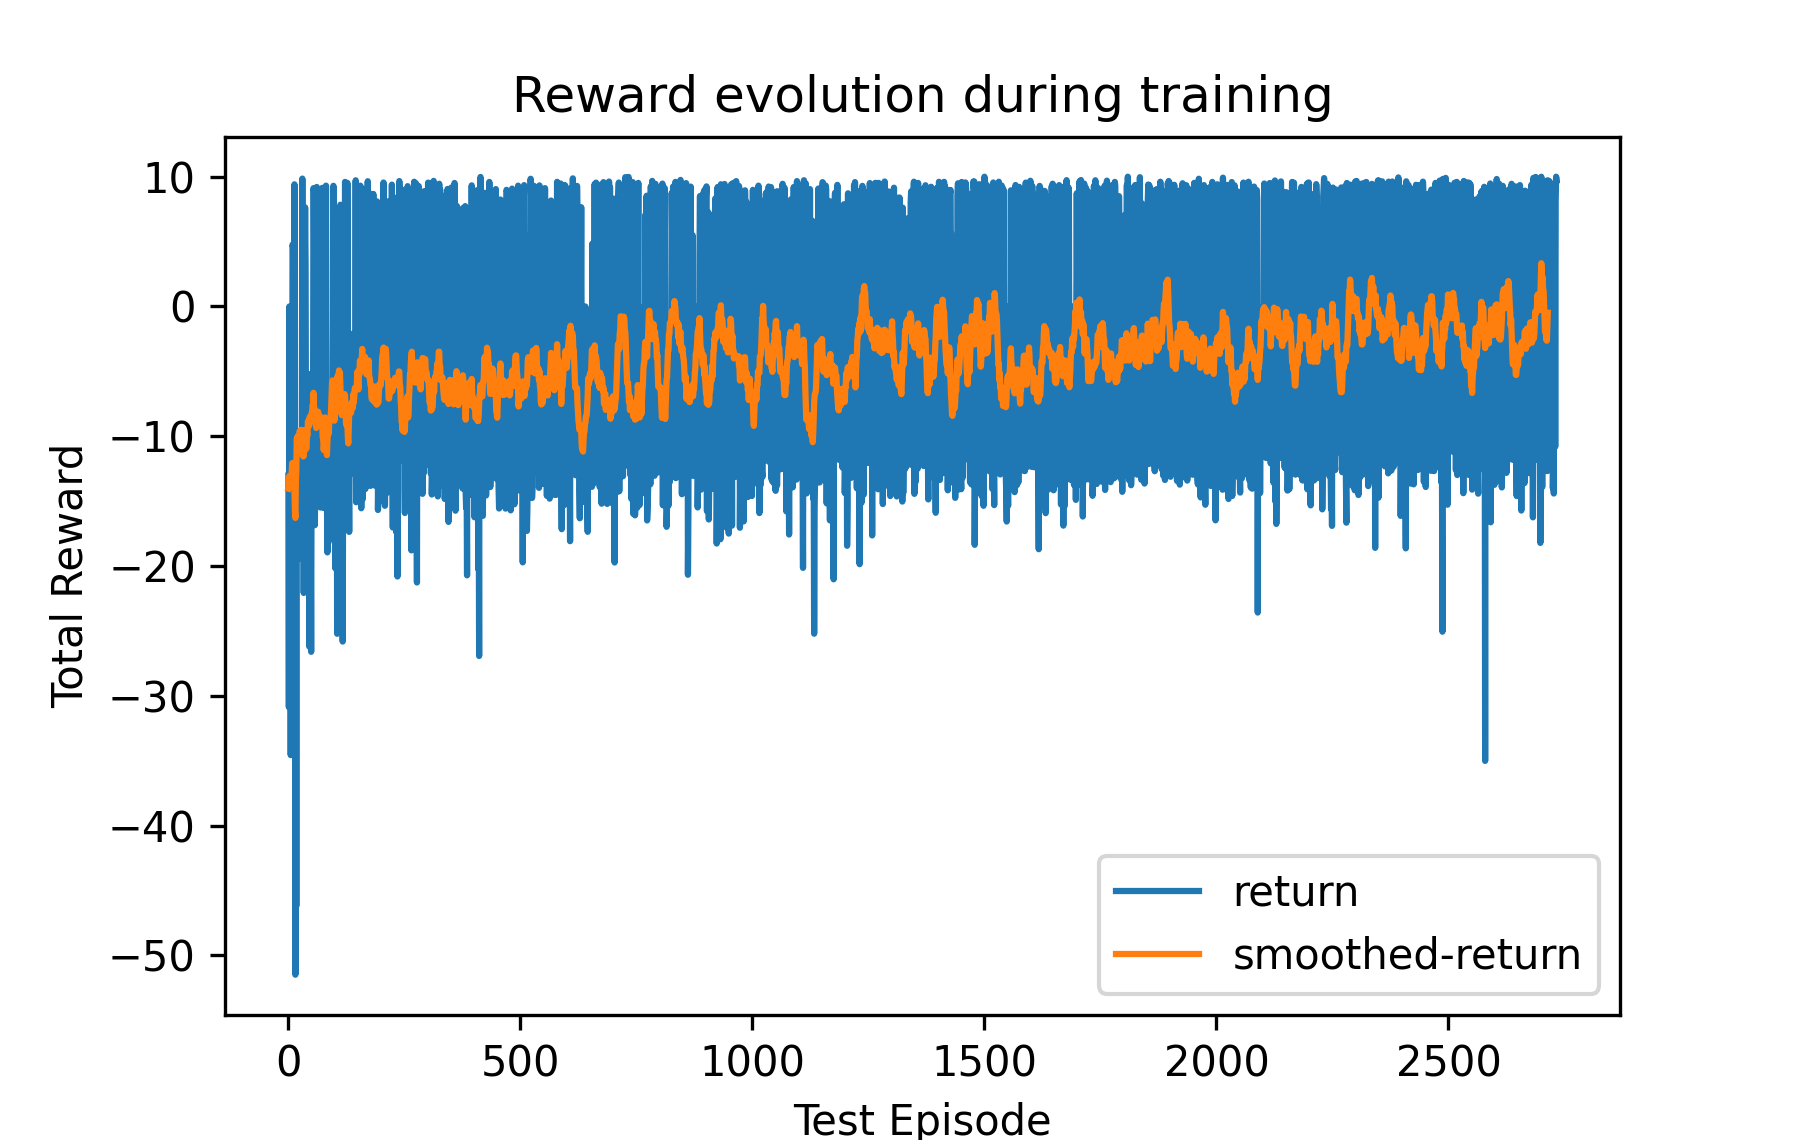 Reward evolution during training
Total Reward
10
0
−10
−20
−30
−40
−50
0 500 1000 1500 2000 2500
Test Episode
return
smoothed-return